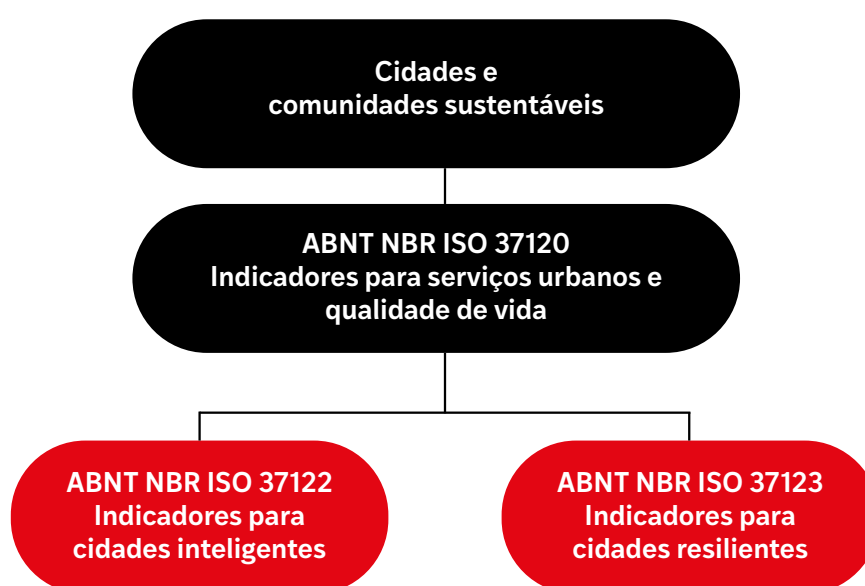 Cidades e
comunidades sustentáveis
ABNT NBR ISO 37120
Indicadores para serviços urbanos e
qualidade de vida
ABNT NBR ISO 37122
Indicadores para
cidades inteligentes
ABNT NBR ISO 37123
Indicadores para
cidades resilientes